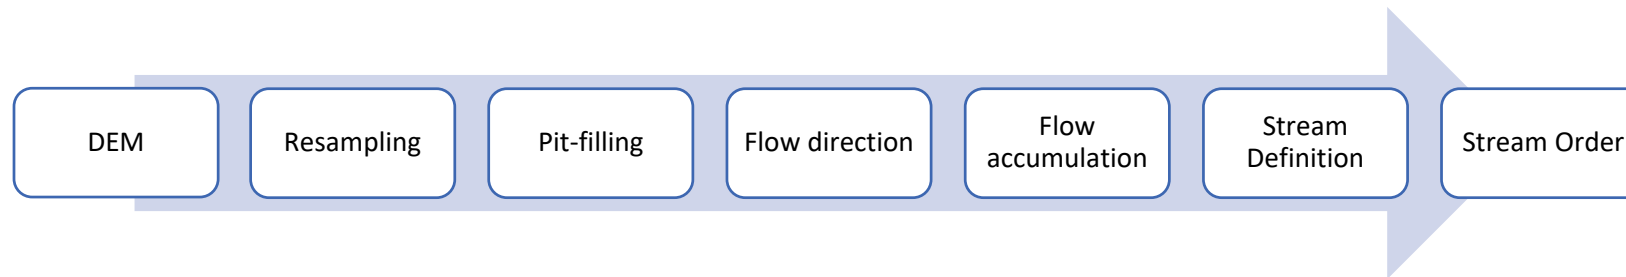 DEM
Resampling
Pit-filling
Flow direction
Flow
accumulation
Stream
Definition
Stream Order